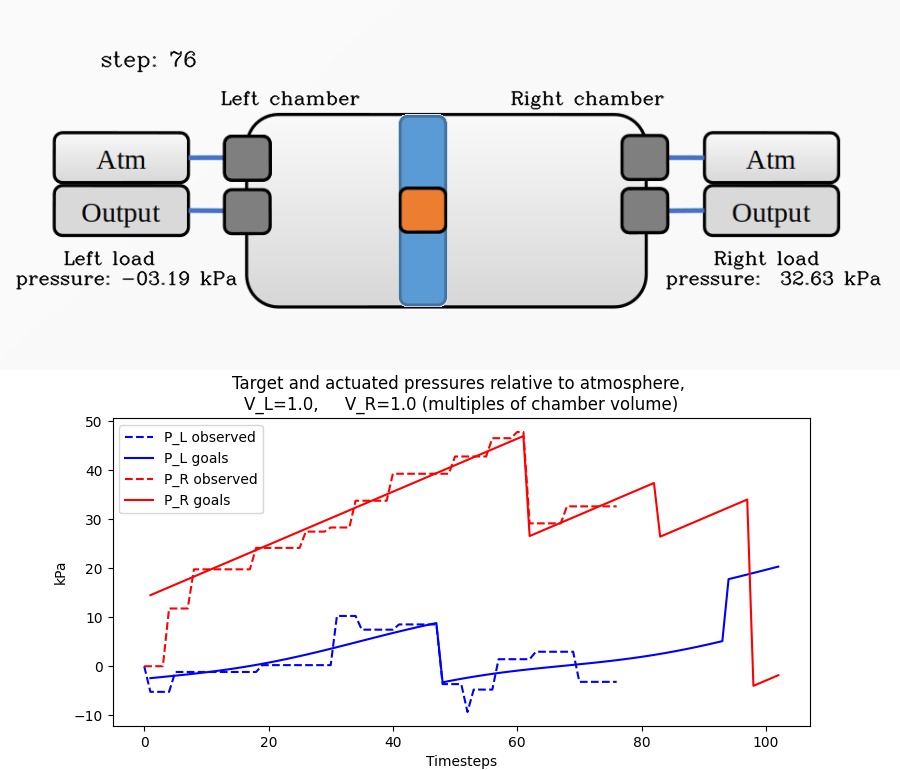 step: 76
Left chamber
Right chamber
Atm
Atm
Output
Output
Left load
pressure: -03.19 kPa
Right load
pressure: 32.63 kPa
Target and actuated pressures relative to atmosphere,
V_L=1.0, V_R=1.0 (multiples of chamber volume)
P_L observed
P_L goals
P_R observed
P_R goals
50
40
30
20
10
0
−10
kPa
0
20
40
60
80
100
Timesteps